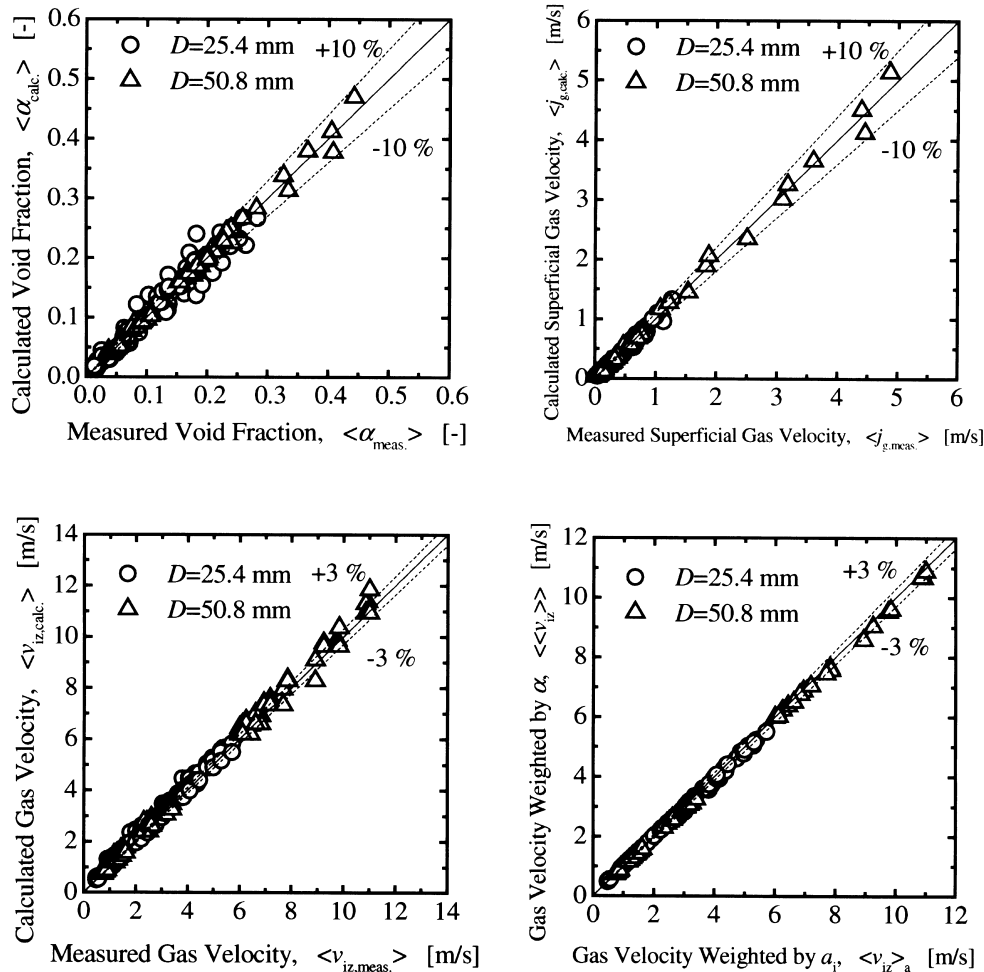 Calculated Void Fraction, <α_calc.> [-]
0.6
0.5
0.4
0.3
0.2
0.1
0.0
D=25.4 mm
D=50.8 mm
+10 %
-10 %
0.0 0.1 0.2 0.3 0.4 0.5 0.6
Measured Void Fraction, <α_meas.> [-]
Calculated Superficial Gas Velocity, <j_g,calc.> [m/s]
6
5
4
3
2
1
0
D=25.4 mm
D=50.8 mm
+10 %
-10 %
0 1 2 3 4 5 6
Measured Superficial Gas Velocity, <j_g,meas.> [m/s]
Calculated Gas Velocity, <v_iz,calc.> [m/s]
14
12
10
8
6
4
2
0
D=25.4 mm
D=50.8 mm
+3 %
-3 %
0 2 4 6 8 10 12 14
Measured Gas Velocity, <v_iz,meas.> [m/s]
Gas Velocity Weighted by α, <<v_iz>> [m/s]
12
10
8
6
4
2
0
D=25.4 mm
D=50.8 mm
+3 %
-3 %
0 2 4 6 8 10 12
Gas Velocity Weighted by a_i, <v_iz>_a [m/s]